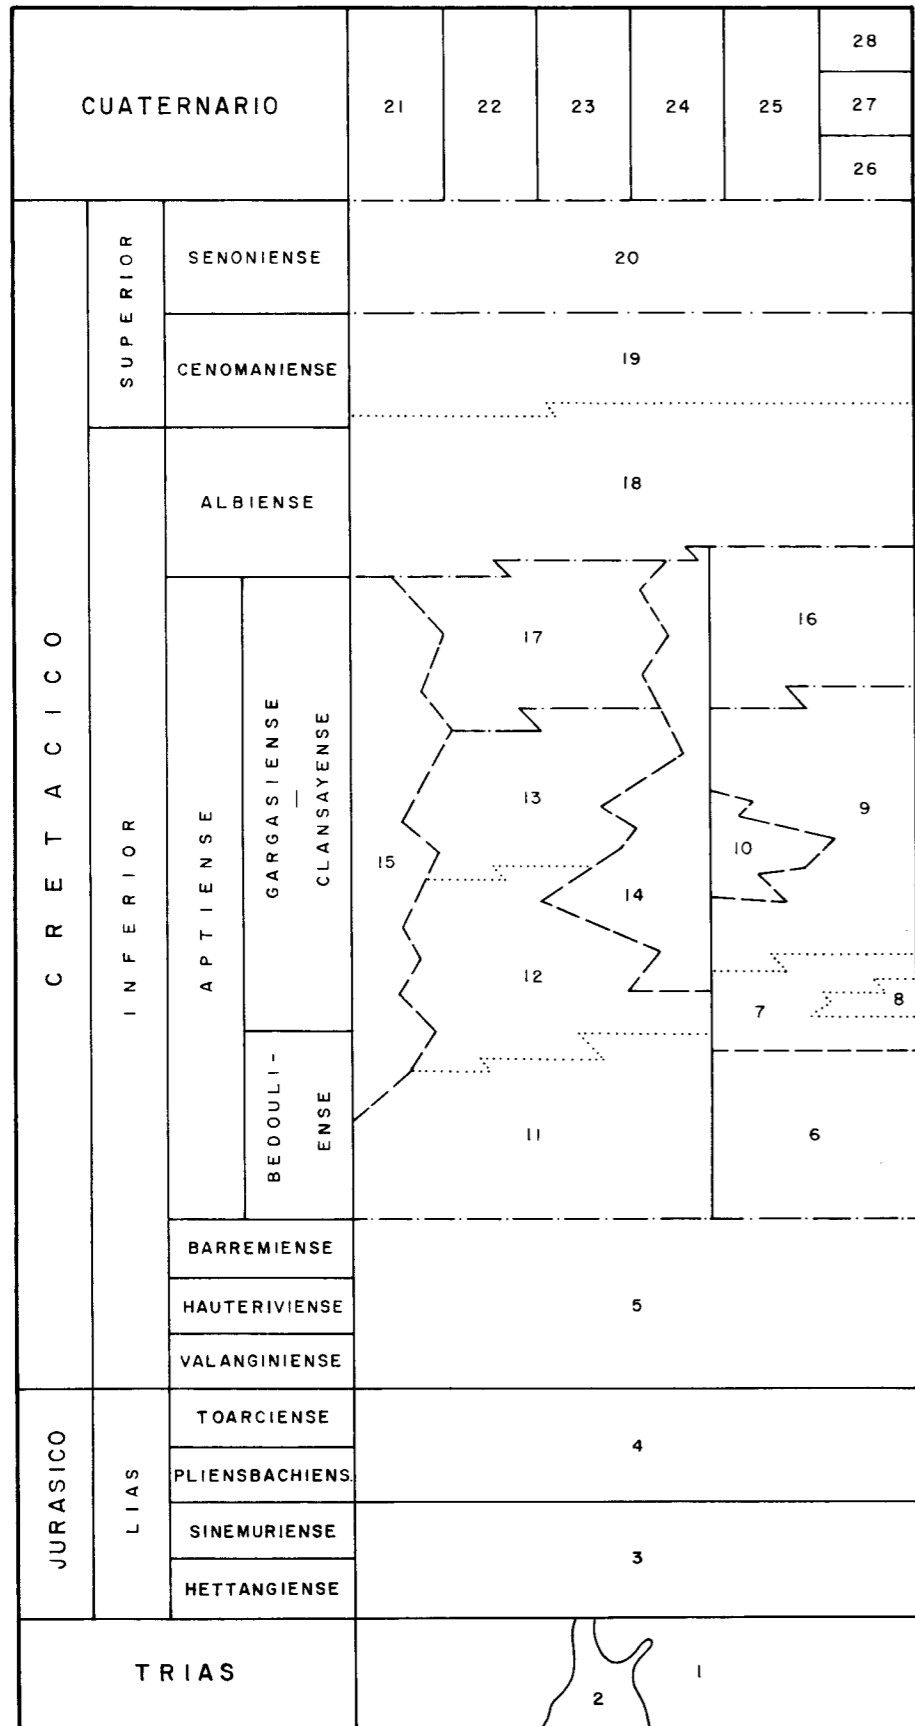 CUATERNARIO
21
22
23
24
25
28
27
26
CRETACICO
SUPERIOR
SENONIENSE
20
CENOMANIENSE
19
INFERIOR
ALBIENSE
18
APTIENSE
GARGASIENSE
—
CLANSAYENSE
17
16
13
9
10
15
14
12
7
8
BEDOULI-
ENSE
11
6
BARREMIENSE
HAUTERIVIENSE
5
VALANGINIENSE
JURASICO
LIAS
TOARCIENSE
4
PLIENSBACHIENS.
SINEMURIENSE
3
HETTANGIENSE
TRIAS
1
2